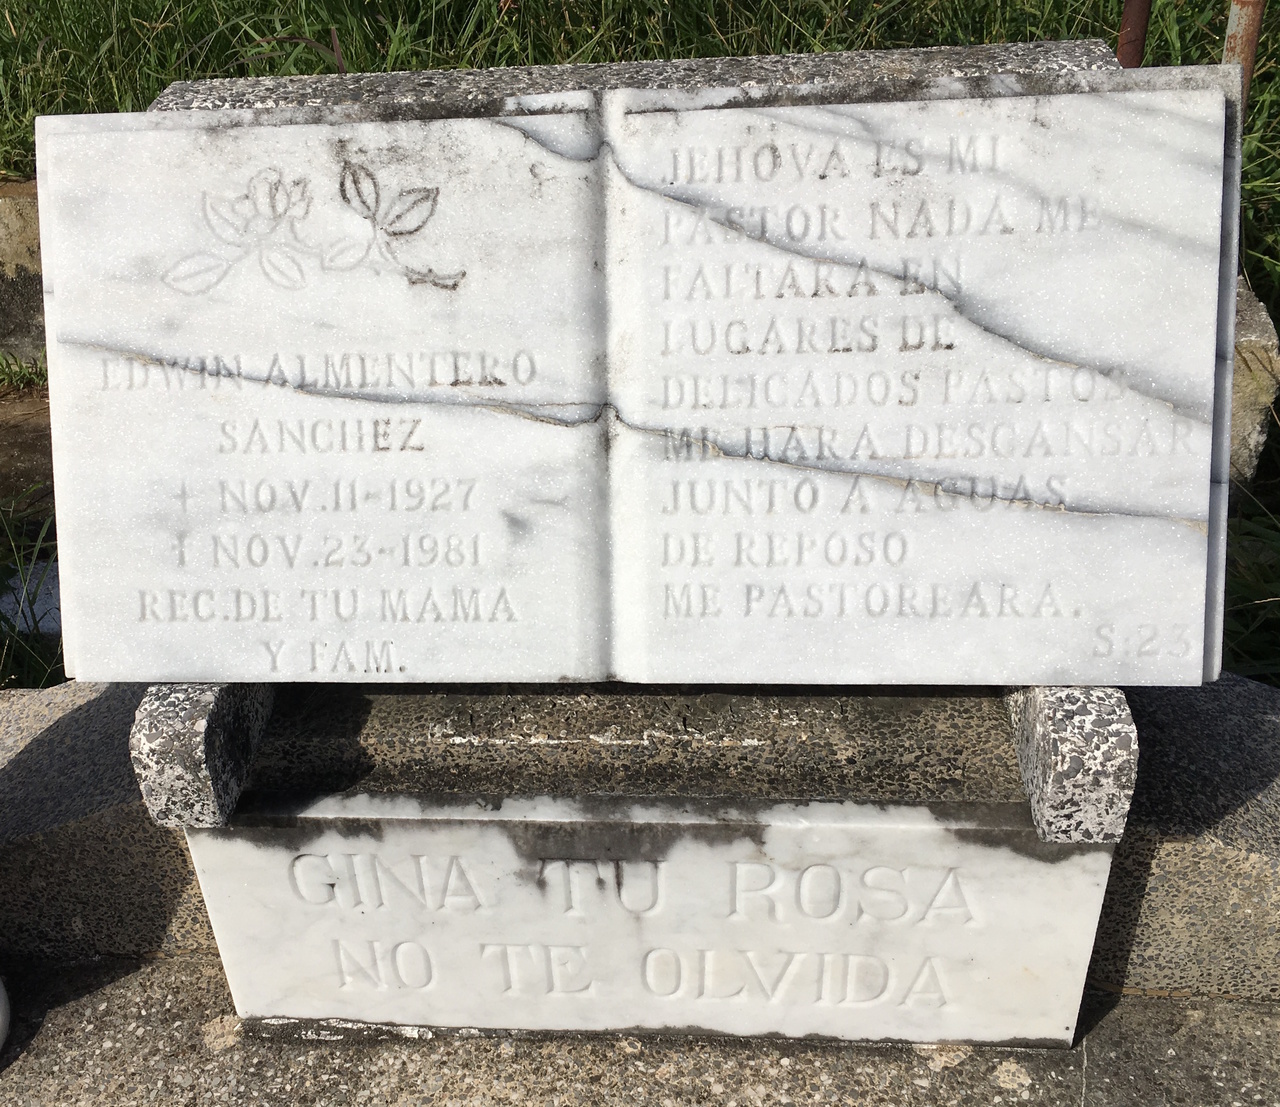 EDWIN ALMENTERO
SANCHEZ
† NOV.11-1927
† NOV.23-1981
REC.DE TU MAMA
Y FAM.
JEHOVA ES MI
PASTOR NADA ME
FALTARA EN
LUGARES DE
DELICADOS PASTOS
ME HARA DESCANSAR
JUNTO A AGUAS
DE REPOSO
ME PASTOREARA.
S:23
GINA TU ROSA
NO TE OLVIDA